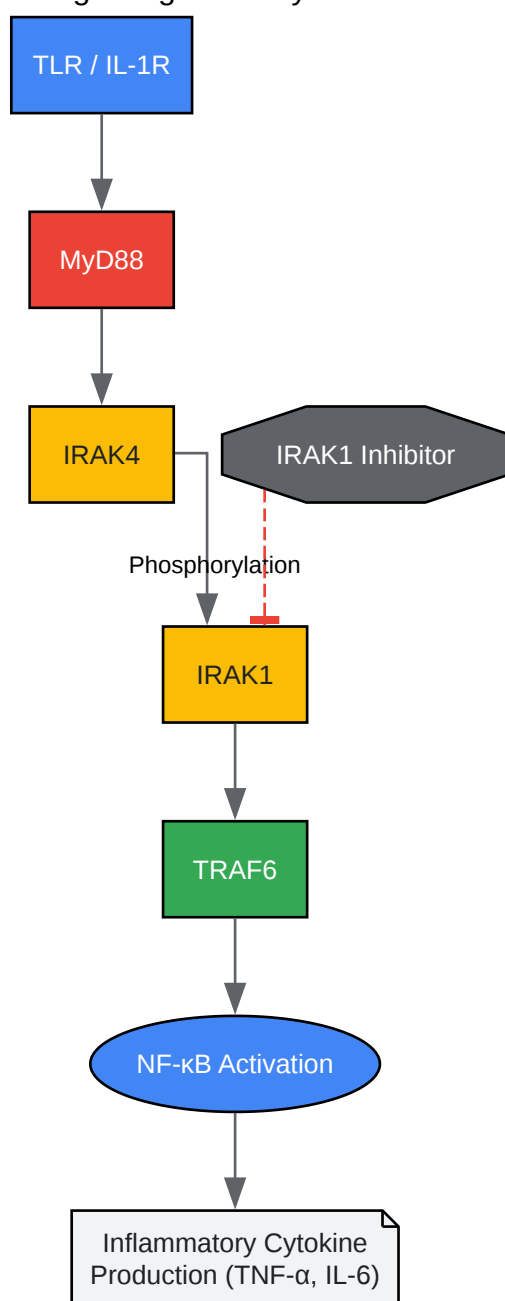 TLR / IL-1R
MyD88
IRAK4
IRAK1 Inhibitor
Phosphorylation
IRAK1
TRAF6
NF-κB Activation
Inflammatory Cytokine
Production (TNF-α, IL-6)